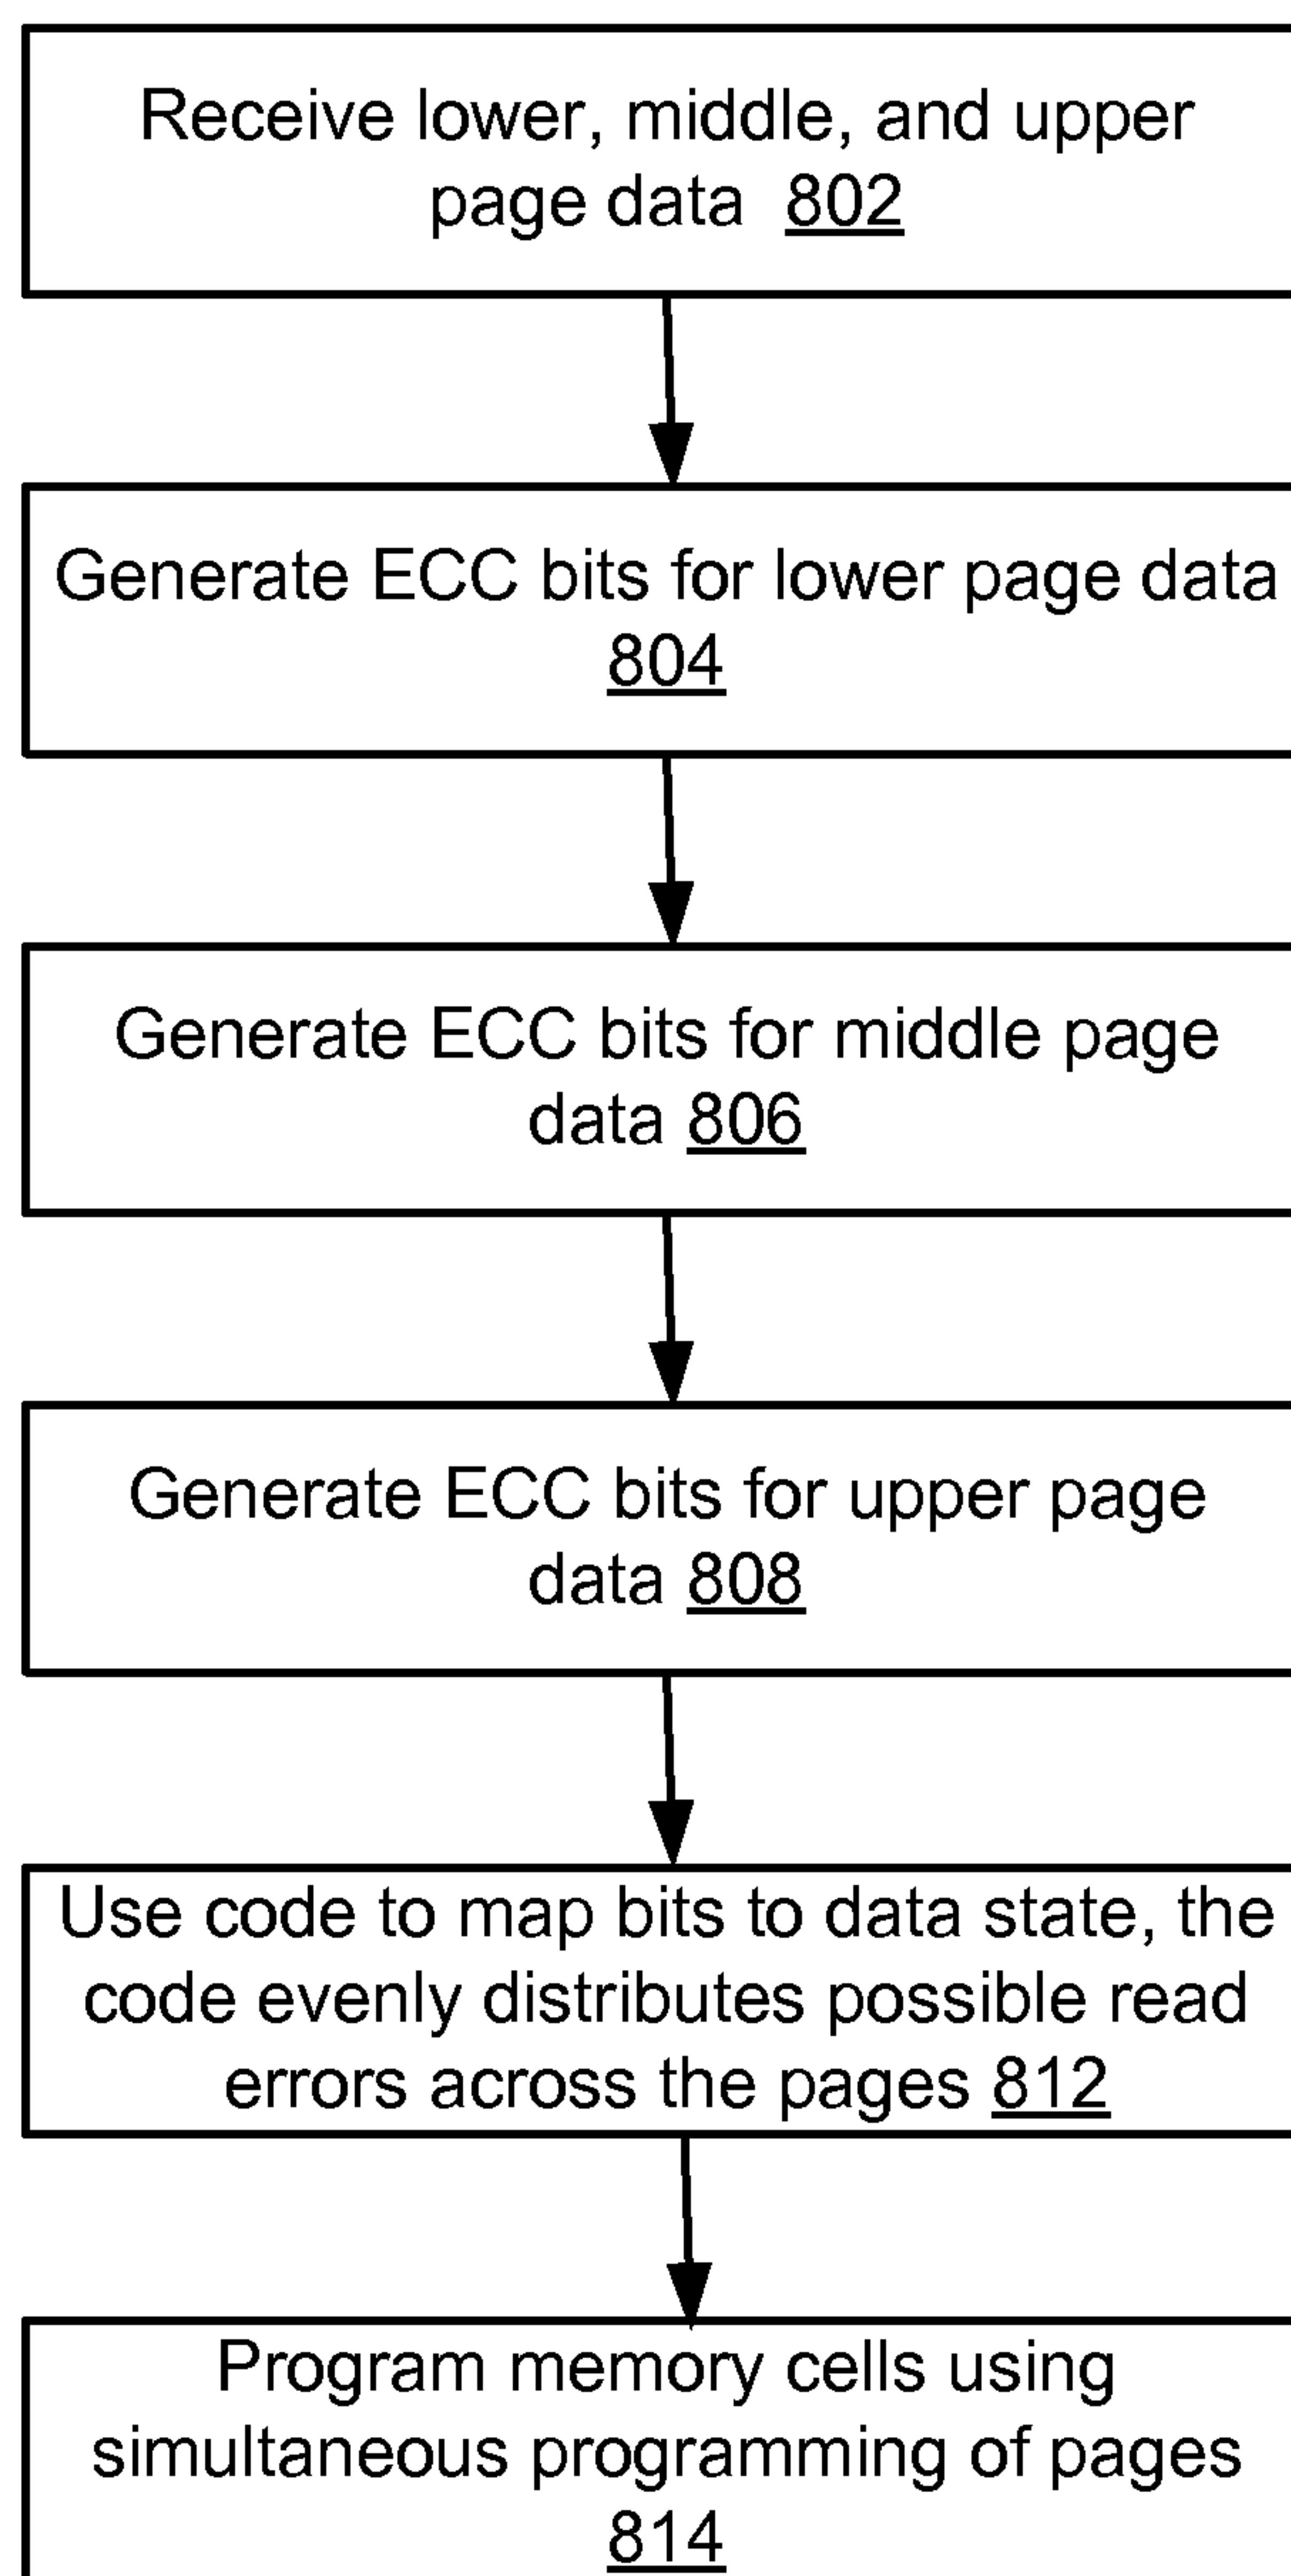 Receive lower, middle, and upper
page data 802
Generate ECC bits for lower page data
804
Generate ECC bits for middle page
data 806
Generate ECC bits for upper page
data 808
Use code to map bits to data state, the
code evenly distributes possible read
errors across the pages 812
Program memory cells using
simultaneous programming of pages
814